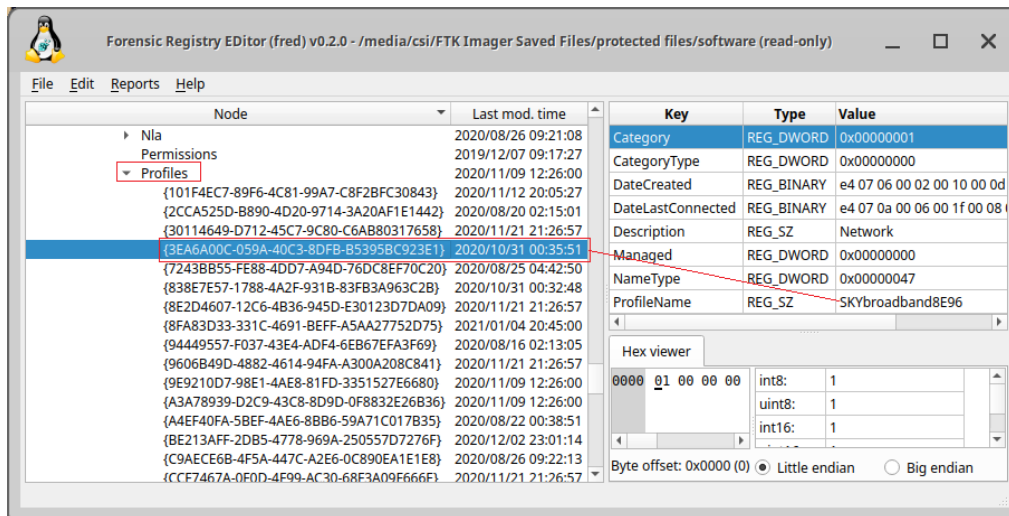 Forensic Registry EDitor (fred) v0.2.0 - /media/csi/FTK Imager Saved Files/protected files/software (read-only)
File Edit Reports Help
Node Last mod. time
Nla 2020/08/26 09:21:08
Permissions 2019/12/07 09:17:27
Profiles 2020/11/09 12:26:00
{101F4EC7-89F6-4C81-99A7-C8F2BFC30843} 2020/11/12 20:05:27
{2CCA525D-B890-4D20-9714-3A20AF1E1442} 2020/08/20 02:15:01
{30114649-D712-45C7-9C80-C6AB80317658} 2020/11/21 21:26:57
{3EA6A00C-059A-40C3-8DFB-B5395BC923E1} 2020/10/31 00:35:51
{7243BB55-FE88-4DD7-A94D-76DC8EF70C20} 2020/08/25 04:42:50
{838E7E57-1788-4A2F-931B-83FB3A963C2B} 2020/10/31 00:32:48
{8E2D4607-12C6-4B36-945D-E30123D7DA09} 2020/11/21 21:26:57
{8FA83D33-331C-4691-BEFF-A5AA27752D75} 2021/01/04 20:45:00
{94449557-F037-43E4-ADF4-6EB67EFA3F69} 2020/08/16 02:13:05
{9606B49D-4882-4614-94FA-A300A208C841} 2020/11/21 21:26:57
{9E9210D7-98E1-4AE8-81FD-3351527E6680} 2020/11/09 12:26:00
{A3A78939-D2C9-43C8-8D9D-0F8832E26B36} 2020/11/09 12:26:00
{A4EF40FA-5BEF-4AE6-8BB6-59A71C017B35} 2020/08/22 00:38:51
{BE213AFF-2DB5-4778-969A-250557D7276F} 2020/12/02 23:01:14
{C9AECE6B-4F5A-447C-A2E6-0C890EA1E1E8} 2020/08/26 09:22:13
{CCF7467A-0F0D-4F99-AC30-68F3A09F666F} 2020/11/21 21:26:57
Key Type Value
Category REG_DWORD 0x00000001
CategoryType REG_DWORD 0x00000000
DateCreated REG_BINARY e4 07 06 00 02 00 10 00 0d
DateLastConnected REG_BINARY e4 07 0a 00 06 00 1f 00 08
Description REG_SZ Network
Managed REG_DWORD 0x00000000
NameType REG_DWORD 0x00000047
ProfileName REG_SZ SKYbroadband8E96
Hex viewer
0000 01 00 00 00
int8: 1
uint8: 1
int16: 1
Byte offset: 0x0000 (0) Little endian Big endian